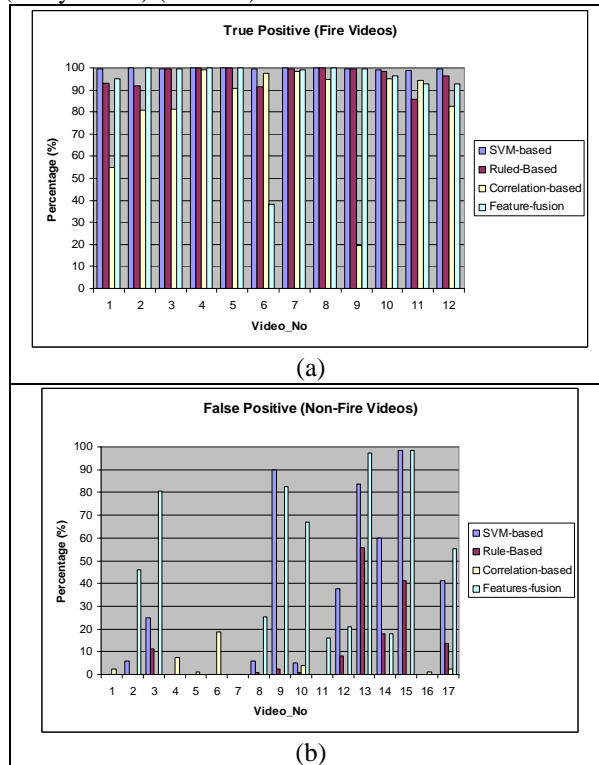 True Positive (Fire Videos)
100
90
80
70
60
50
40
30
20
10
0
Percentage (%)
1 2 3 4 5 6 7 8 9 10 11 12
Video_No
SVM-based
Ruled-Based
Correlation-based
Feature-fusion
(a)
False Positive (Non-Fire Videos)
100
90
80
70
60
50
40
30
20
10
0
Percentage (%)
1 2 3 4 5 6 7 8 9 10 11 12 13 14 15 16 17
Video_No
SVM-based
Rule-Based
Correlation-based
Features-fusion
(b)